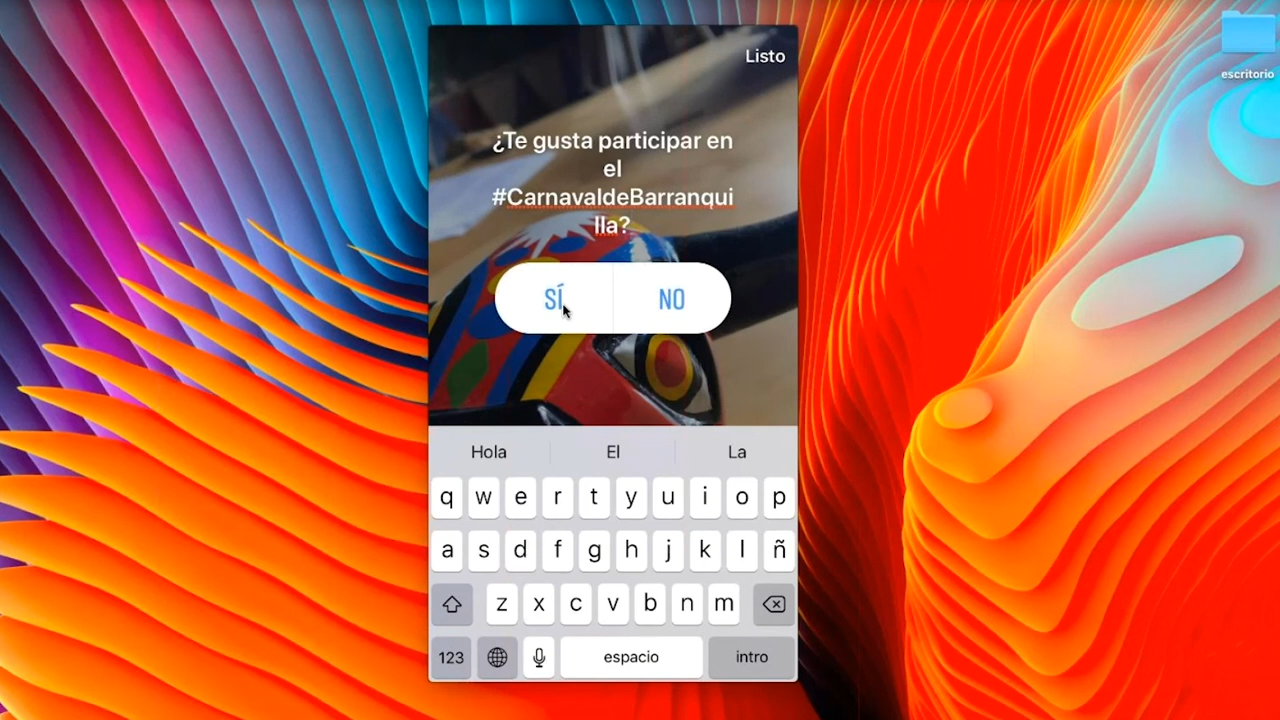 Listo
escritorio
¿Te gusta participar en
el
#CarnavaldeBarranqui
lla?
SÍ NO
Hola El La
q w e r t y u i o p
a s d f g h j k l ñ
z x c v b n m
123 espacio intro